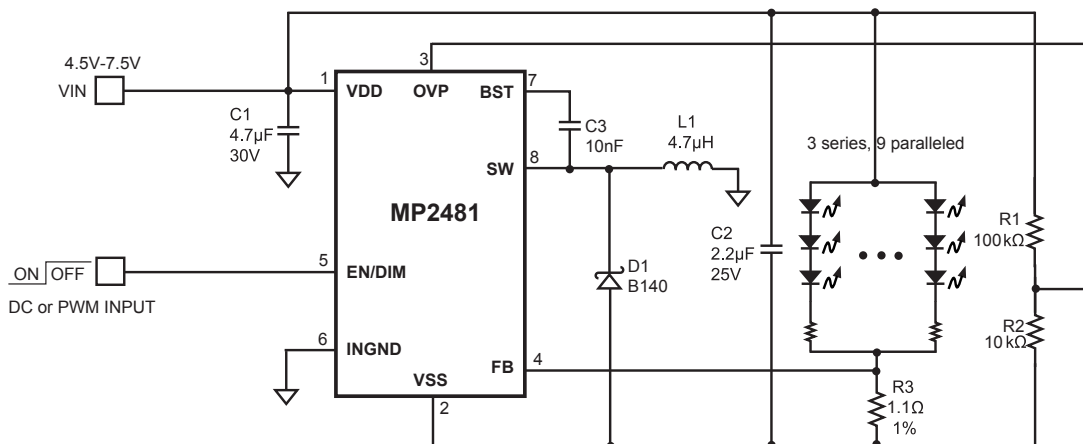 4.5V-7.5V
VIN
1
3
7
VDD
OVP
BST
C1
4.7µF
30V
C3
10nF
L1
4.7µH
3 series, 9 paralleled
8
SW
MP2481
R1
100kΩ
C2
2.2µF
25V
ON OFF
5
EN/DIM
D1
B140
DC or PWM INPUT
R2
10kΩ
6
INGND
FB
4
VSS
2
R3
1.1Ω
1%